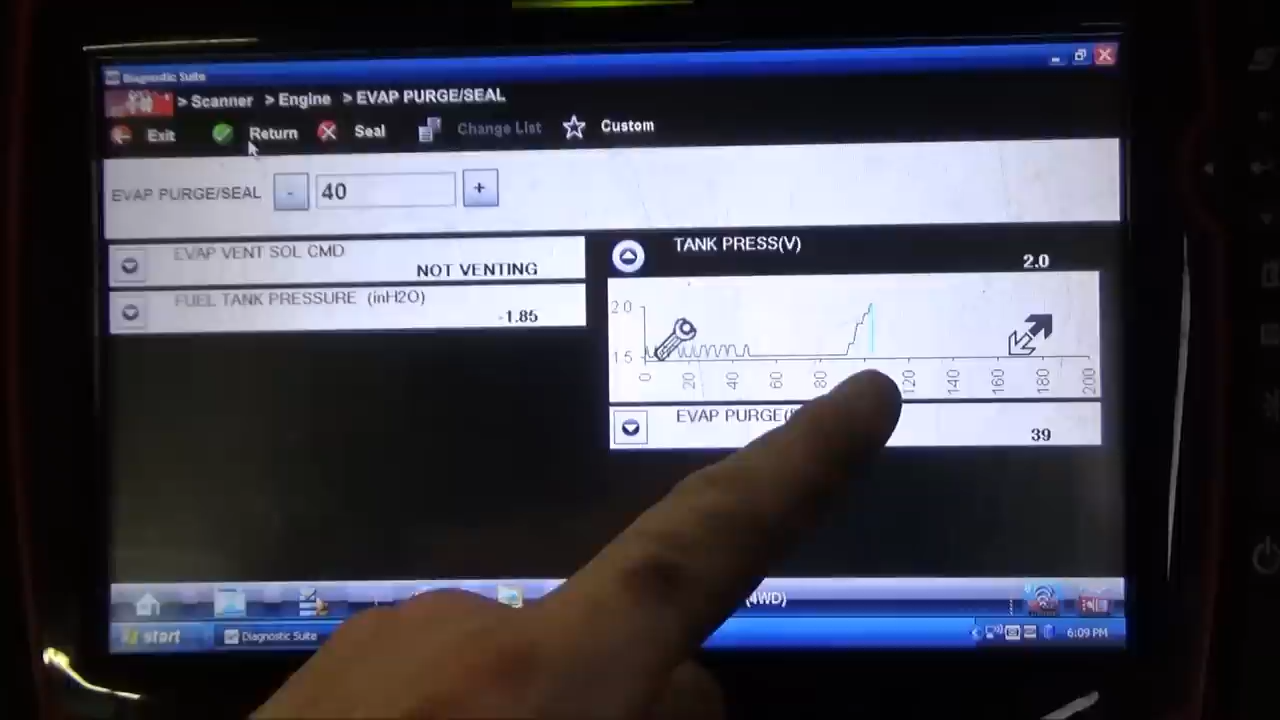 Diagnostic Suite
> Scanner > Engine > EVAP PURGE/SEAL
Exit Return Seal Change List Custom
EVAP PURGE/SEAL - 40 +
EVAP VENT SOL CMD
NOT VENTING
FUEL TANK PRESSURE (inH2O)
-1.85
TANK PRESS(V)
2.0
2.0
1.5
0 20 40 60 80 120 140 160 180 200
EVAP PURGE(
39
(4WD)
start Diagnostic Suite 6:09 PM